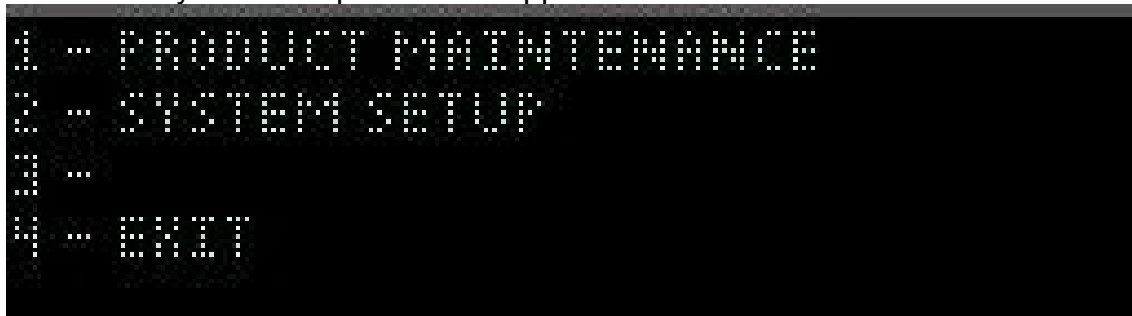 1 - PRODUCT MAINTENANCE
2 - SYSTEM SETUP
3 -
4 - EXIT